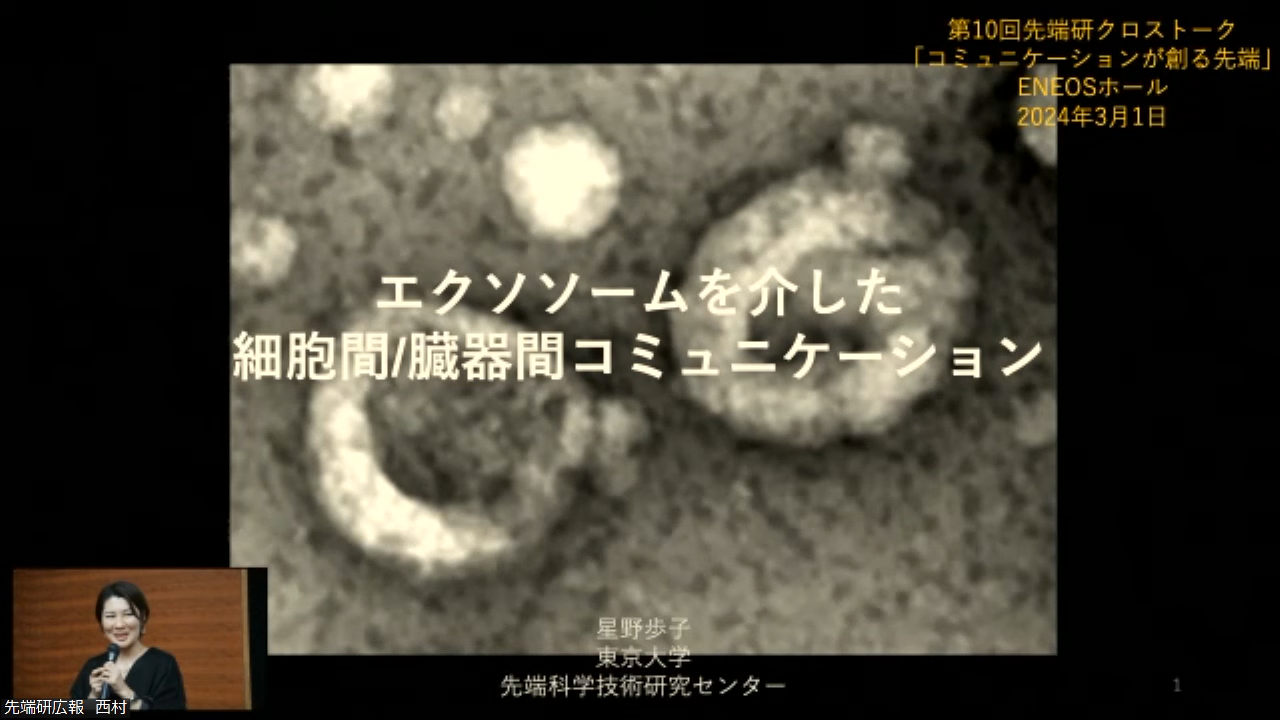 第10回先端研クロストーク
「コミュニケーションが創る先端」
ENEOSホール
2024年3月1日
エクソソームを介した
細胞間/臓器間コミュニケーション
星野歩子
東京大学
先端科学技術研究センター
1
先端研広報 西村